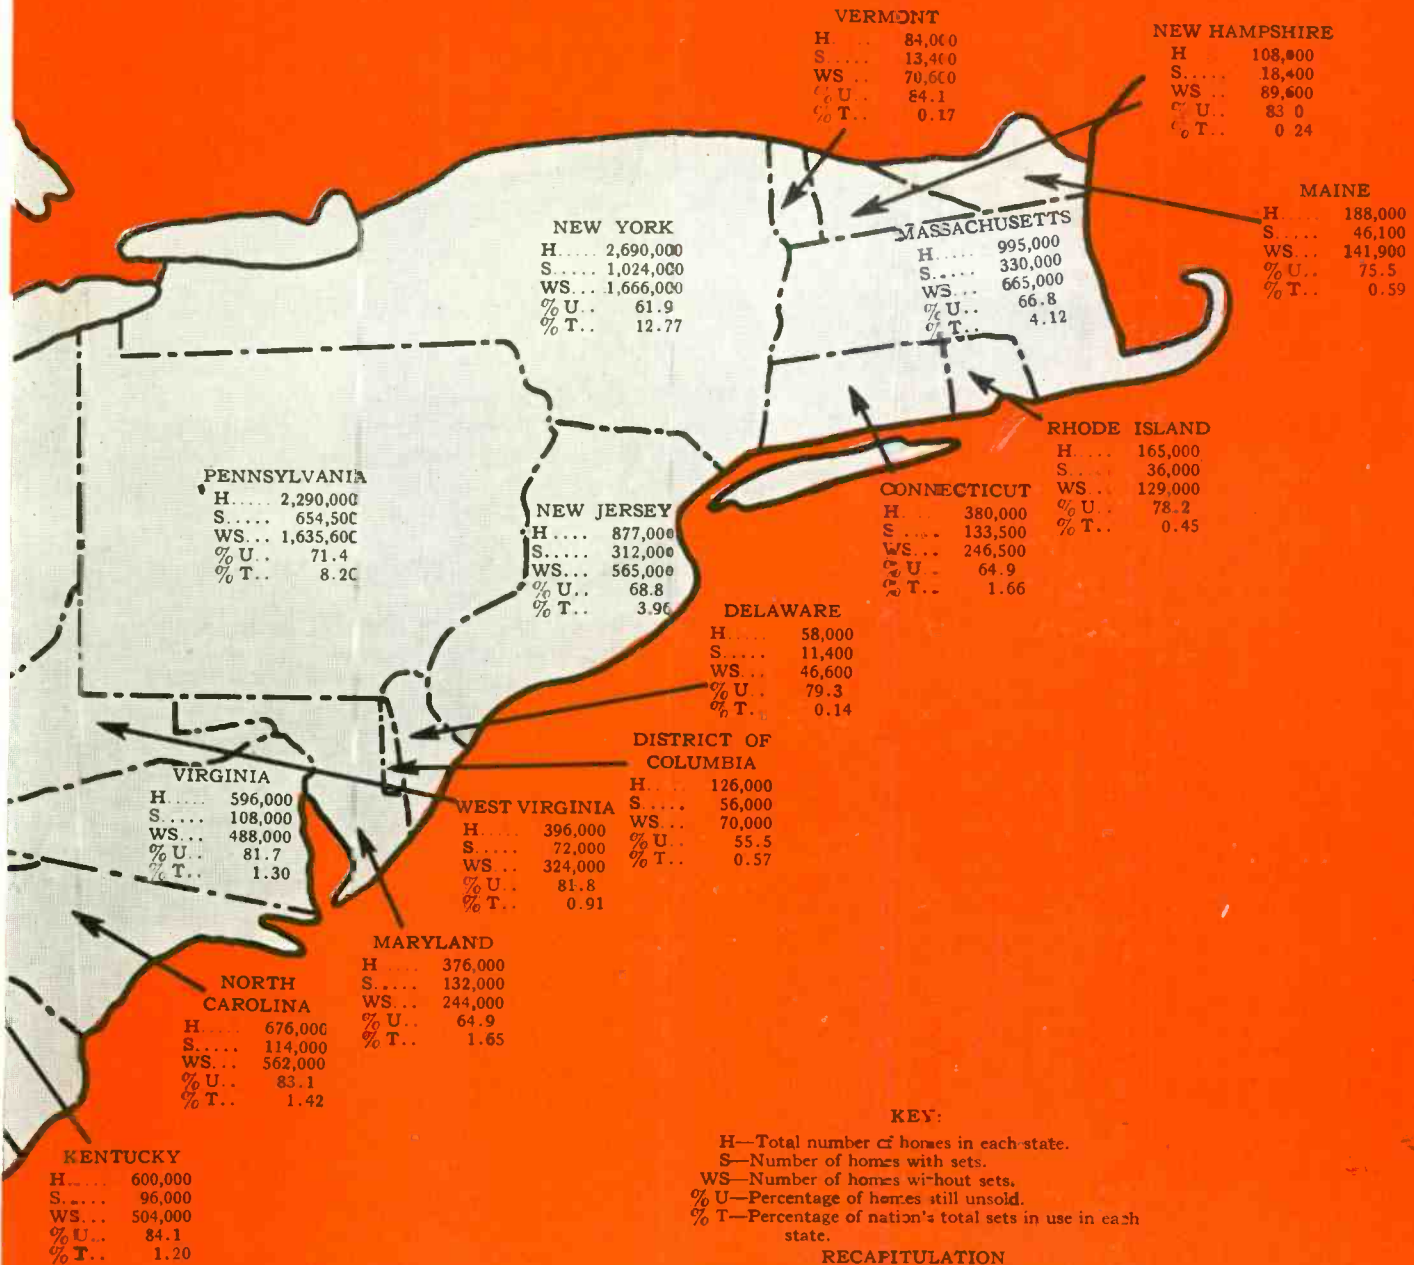 VERMONT
H.... 84,000
S..... 13,400
WS .. 70,600
% U.. 84.1
% T.. 0.17
NEW HAMPSHIRE
H 108,000
S..... 18,400
WS .. 89,600
% U.. 83 0
% T.. 0 24
MAINE
H..... 188,000
S..... 46,100
WS... 141,900
% U.. 75.5
% T.. 0.59
NEW YORK
H..... 2,690,000
S..... 1,024,000
WS... 1,666,000
% U.. 61.9
% T.. 12.77
MASSACHUSETTS
H..... 995,000
S..... 330,000
WS... 665,000
% U.. 66.8
% T.. 4.12
RHODE ISLAND
H..... 165,000
S..... 36,000
WS... 129,000
% U.. 78.2
% T.. 0.45
CONNECTICUT
H.... 380,000
S..... 133,500
WS... 246,500
% U.. 64.9
% T.. 1.66
PENNSYLVANIA
H..... 2,290,000
S..... 654,500
WS... 1,635,600
% U.. 71.4
% T.. 8.20
NEW JERSEY
H.... 877,000
S..... 312,000
WS... 565,000
% U.. 68.8
% T.. 3.96
DELAWARE
H..... 58,000
S..... 11,400
WS... 46,600
% U.. 79.3
% T.. 0.14
DISTRICT OF
COLUMBIA
H..... 126,000
S..... 56,000
WS... 70,000
% U.. 55.5
% T.. 0.57
VIRGINIA
H..... 596,000
S..... 108,000
WS... 488,000
% U.. 81.7
% T.. 1.30
WEST VIRGINIA
H..... 396,000
S..... 72,000
WS... 324,000
% U.. 81.8
% T.. 0.91
MARYLAND
H .... 376,000
S..... 132,000
WS... 244,000
% U.. 64.9
% T.. 1.65
NORTH
CAROLINA
H..... 676,000
S..... 114,000
WS... 562,000
% U.. 83.1
% T.. 1.42
KENTUCKY
H..... 600,000
S..... 96,000
WS... 504,000
% U... 84.1
% T.. 1.20
KEY:
H—Total number of homes in each state.
S—Number of homes with sets.
WS—Number of homes without sets.
% U—Percentage of homes still unsold.
% T—Percentage of nation's total sets in use in each
state.
RECAPITULATION